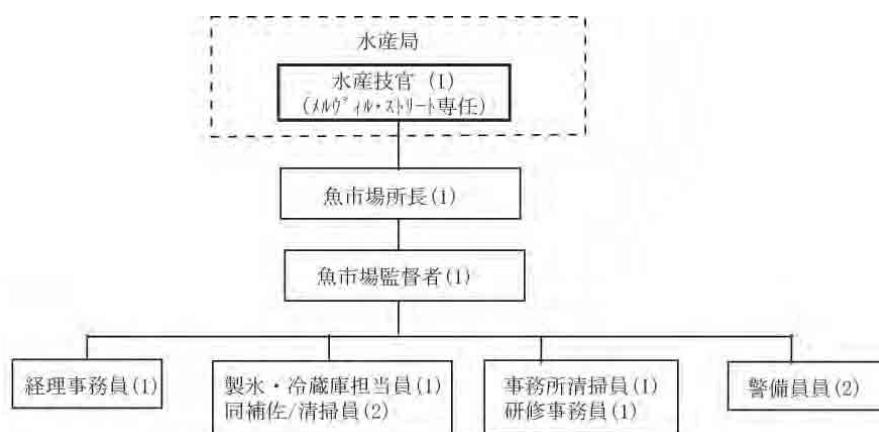 水産局
水産技官 (1)
(ﾒﾙｳﾞｨﾙ・ｽﾄﾘｰﾄ専任)
魚市場所長(1)
魚市場監督者(1)
経理事務員(1)
製氷・冷蔵庫担当員(1)
同補佐/清掃員(2)
事務所清掃員(1)
研修事務員(1)
警備員員(2)